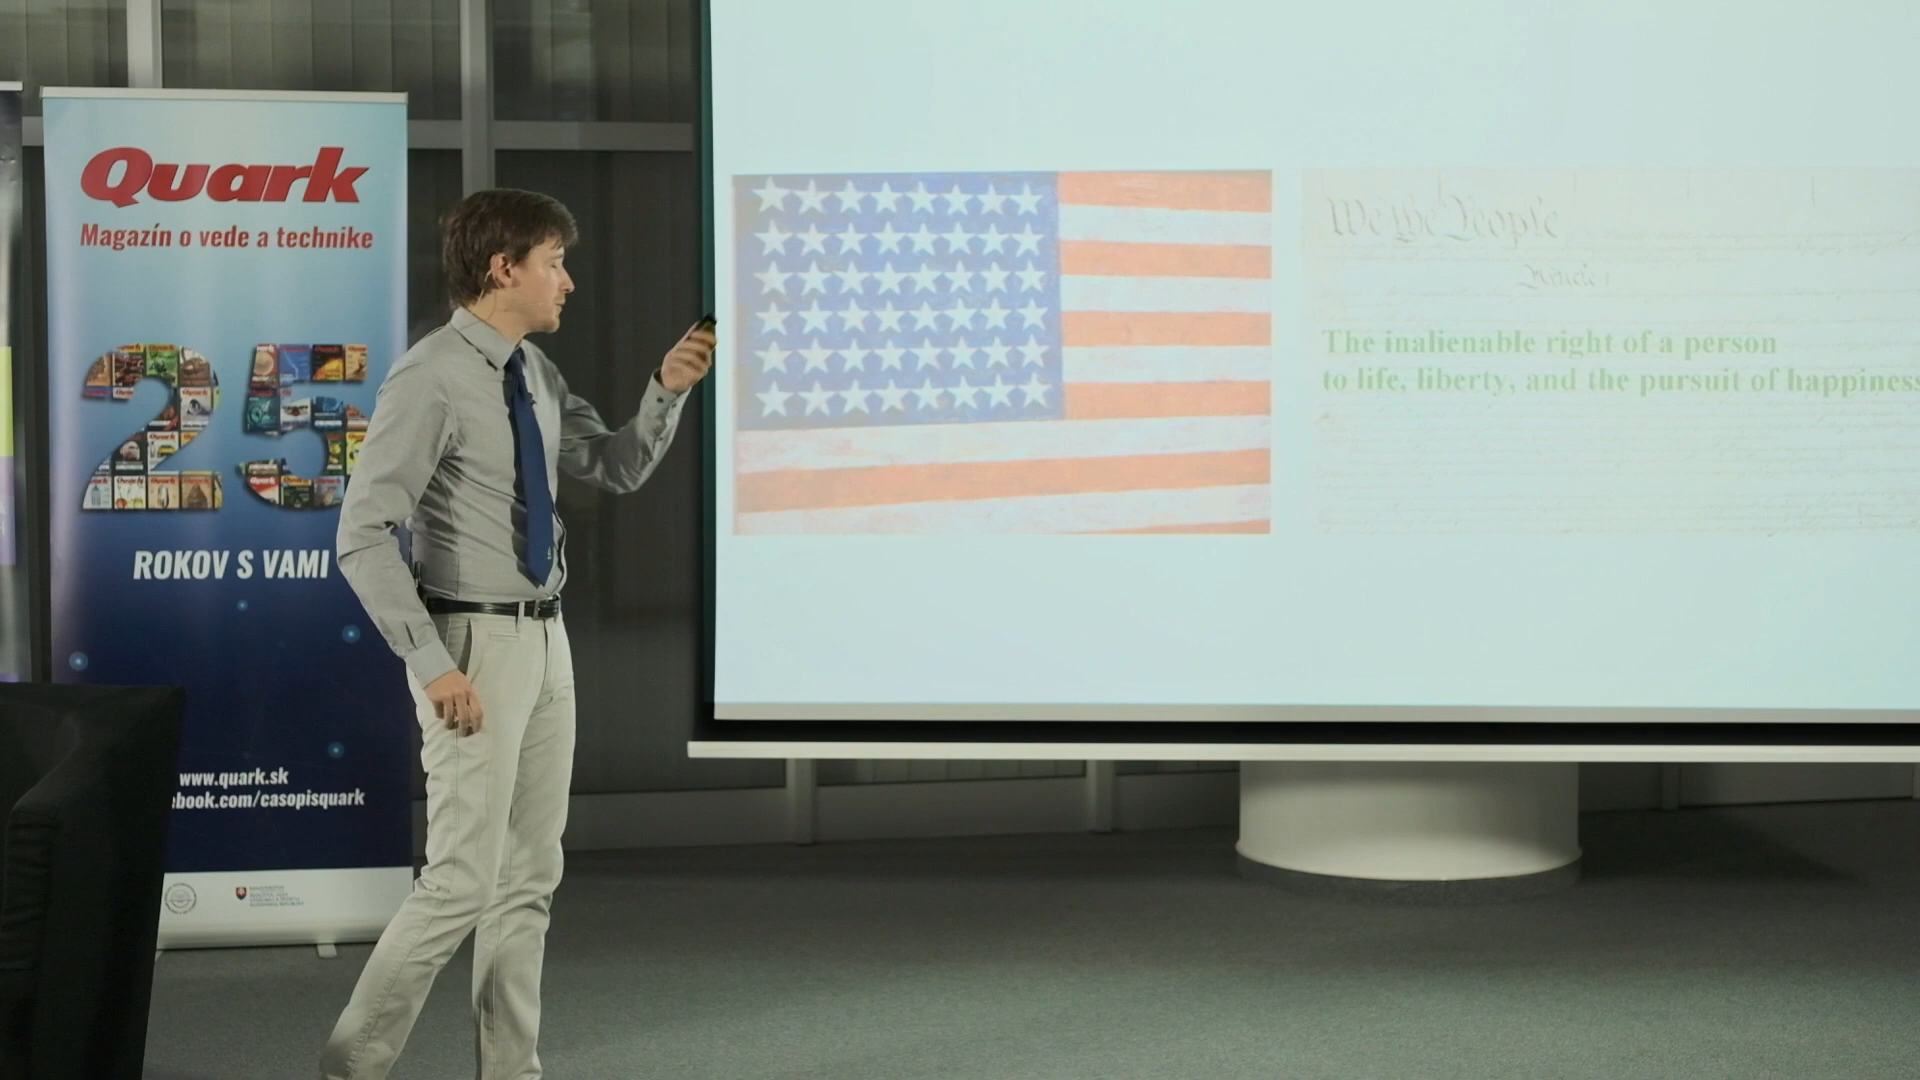 Quark
Magazín o vede a technike
25
ROKOV S VAMI
www.quark.sk
ebook.com/casopisquark
We the People
Article I
The inalienable right of a person
to life, liberty, and the pursuit of happiness